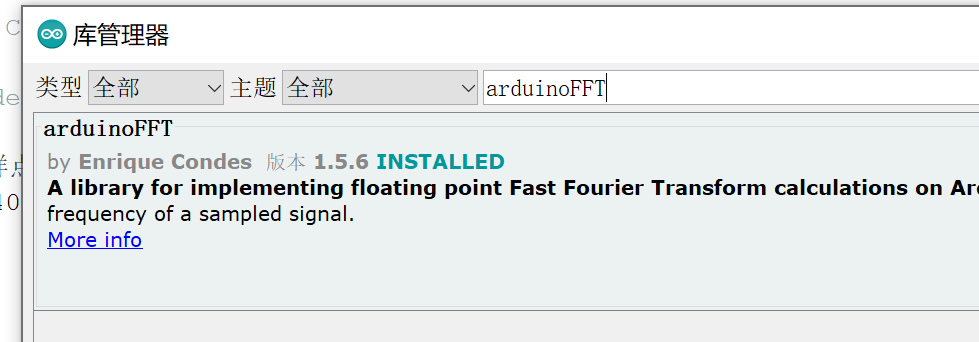 库管理器
类型 全部 主题 全部 arduinoFFT
arduinoFFT
by Enrique Condes 版本 1.5.6 INSTALLED
A library for implementing floating point Fast Fourier Transform calculations on
frequency of a sampled signal.
More info